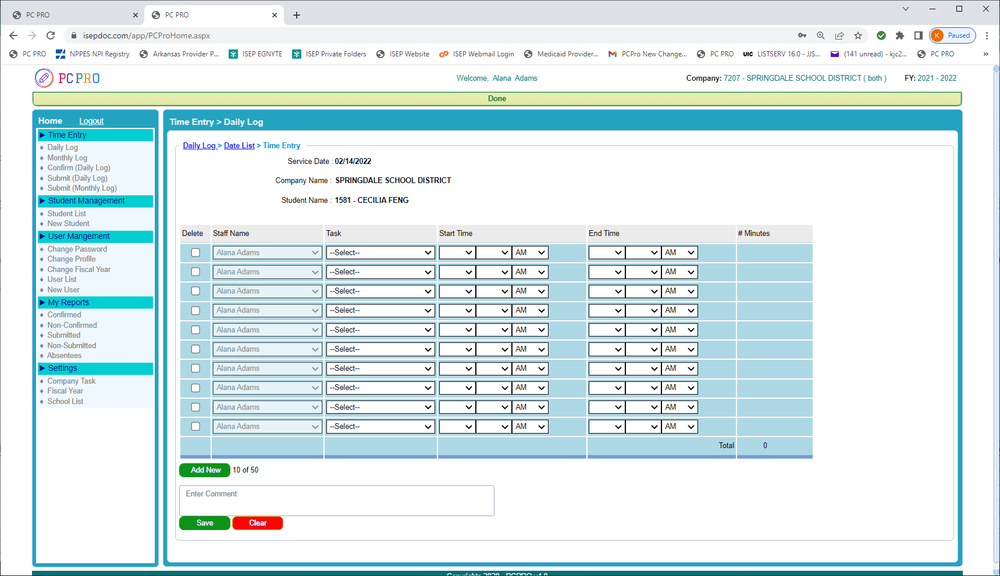 PC PRO
PC PRO
isepdoc.com/app/PCProHome.aspx
K Paused
PC PRO
NPPES NPI Registry
Arkansas Provider P...
ISEP EGNYTE
ISEP Private Folders
ISEP Website
ISEP Webmail Login
Medicaid Provider...
PCPro New Change...
PC PRO
UIC LISTSERV 16.0 - JJS...
(141 unread) - kjc2...
PC PRO
»
PC PRO
Welcome, Alana Adams
Company: 7207 - SPRINGDALE SCHOOL DISTRICT ( both )
FY: 2021 - 2022
Done
Home Logout
Time Entry
Daily Log
Monthly Log
Confirm (Daily Log)
Submit (Daily Log)
Submit (Monthly Log)
Student Management
Student List
New Student
User Mangement
Change Password
Change Profile
Change Fiscal Year
User List
New User
My Reports
Confirmed
Non-Confirmed
Submitted
Non-Submitted
Absentees
Settings
Company Task
Fiscal Year
School List
Time Entry > Daily Log
Daily Log > Date List > Time Entry
Service Date : 02/14/2022
Company Name : SPRINGDALE SCHOOL DISTRICT
Student Name : 1581 - CECILIA FENG
Delete Staff Name Task Start Time End Time # Minutes
Alana Adams --Select-- AM AM
Alana Adams --Select-- AM AM
Alana Adams --Select-- AM AM
Alana Adams --Select-- AM AM
Alana Adams --Select-- AM AM
Alana Adams --Select-- AM AM
Alana Adams --Select-- AM AM
Alana Adams --Select-- AM AM
Alana Adams --Select-- AM AM
Alana Adams --Select-- AM AM
Total 0
Add New 10 of 50
Enter Comment
Save Clear
Copyrights 2020 - PCPRO v4.0